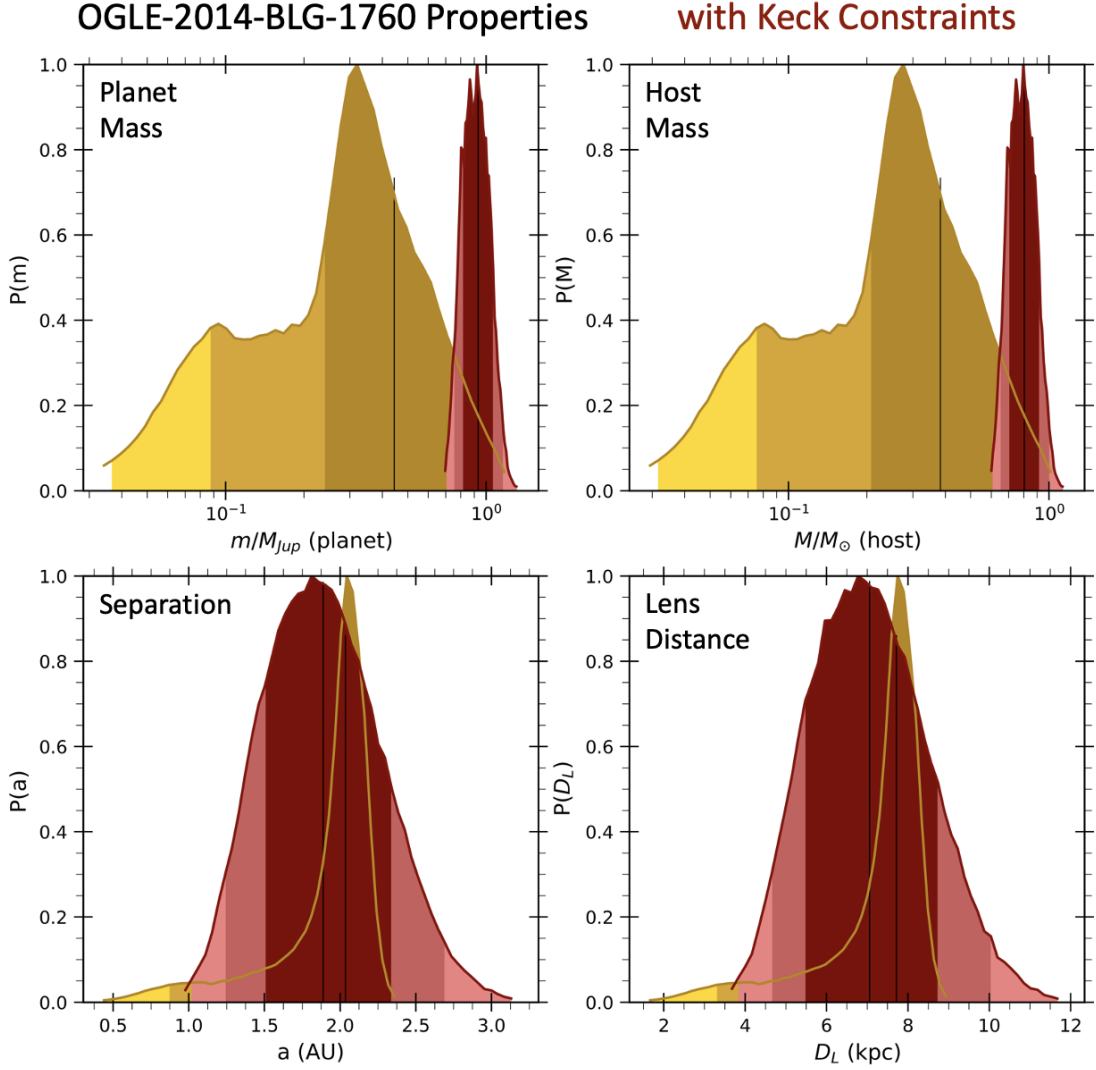 OGLE-2014-BLG-1760 Properties with Keck Constraints
Planet
Mass
P(m)
1.0
0.8
0.6
0.4
0.2
0.0
10⁻¹ 10⁰
m/M_Jup (planet)
Host
Mass
P(M)
1.0
0.8
0.6
0.4
0.2
0.0
10⁻¹ 10⁰
M/M_⊙ (host)
Separation
P(a)
1.0
0.8
0.6
0.4
0.2
0.0
0.5 1.0 1.5 2.0 2.5 3.0
a (AU)
Lens
Distance
P(D_L)
1.0
0.8
0.6
0.4
0.2
0.0
2 4 6 8 10 12
D_L (kpc)